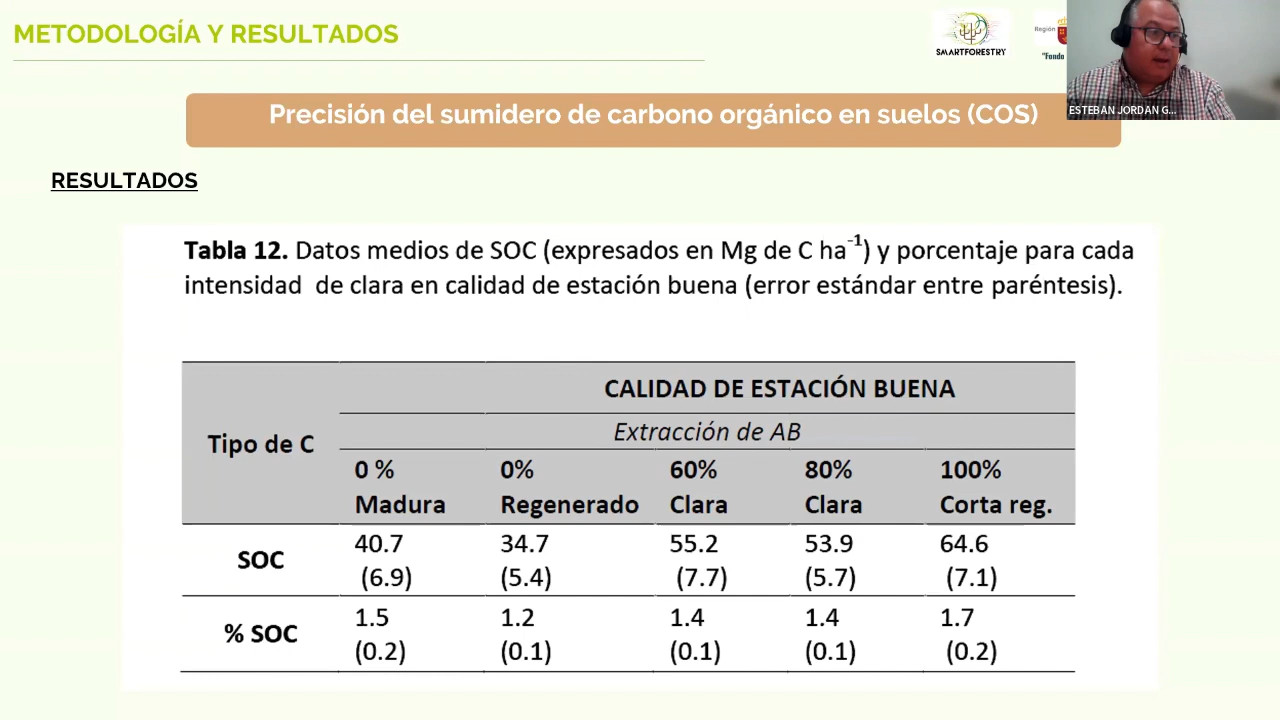 METODOLOGÍA Y RESULTADOS
SMARTFORESTRY
Región
"Fondo
ESTEBAN JORDAN G...
Precisión del sumidero de carbono orgánico en suelos (COS)
RESULTADOS
Tabla 12. Datos medios de SOC (expresados en Mg de C ha⁻¹) y porcentaje para cada
intensidad de clara en calidad de estación buena (error estándar entre paréntesis).
CALIDAD DE ESTACIÓN BUENA
Extracción de AB
Tipo de C
0 % 0% 60% 80% 100%
Madura Regenerado Clara Clara Corta reg.
SOC
40.7 34.7 55.2 53.9 64.6
(6.9) (5.4) (7.7) (5.7) (7.1)
% SOC
1.5 1.2 1.4 1.4 1.7
(0.2) (0.1) (0.1) (0.1) (0.2)